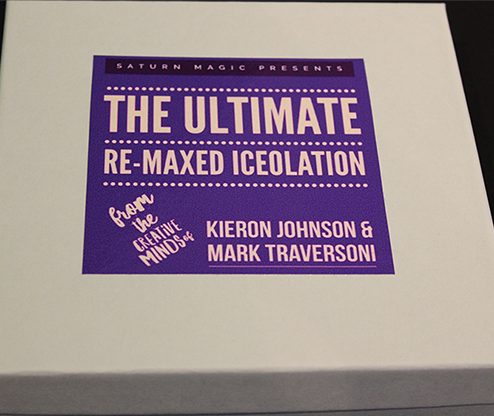 SATURN MAGIC PRESENTS
THE ULTIMATE
RE-MAXED ICEOLATION
from
the
CREATIVE
MINDS of
KIERON JOHNSON &
MARK TRAVERSONI